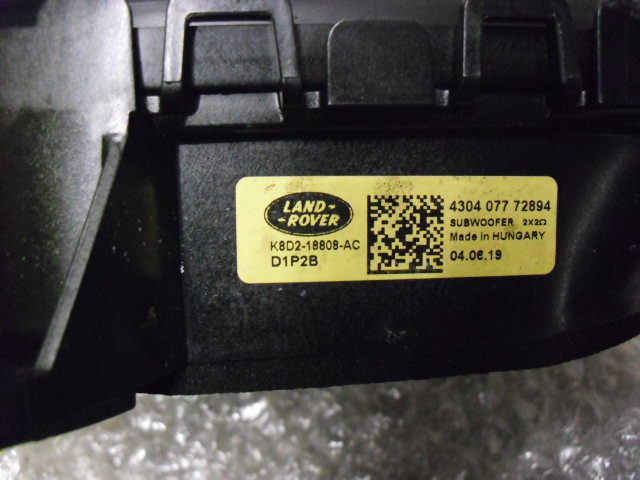 LAND
ROVER
K8D2-18808-AC
D1P2B
4304 077 72894
SUBWOOFER 2X2Ω
Made in HUNGARY
04.06.19